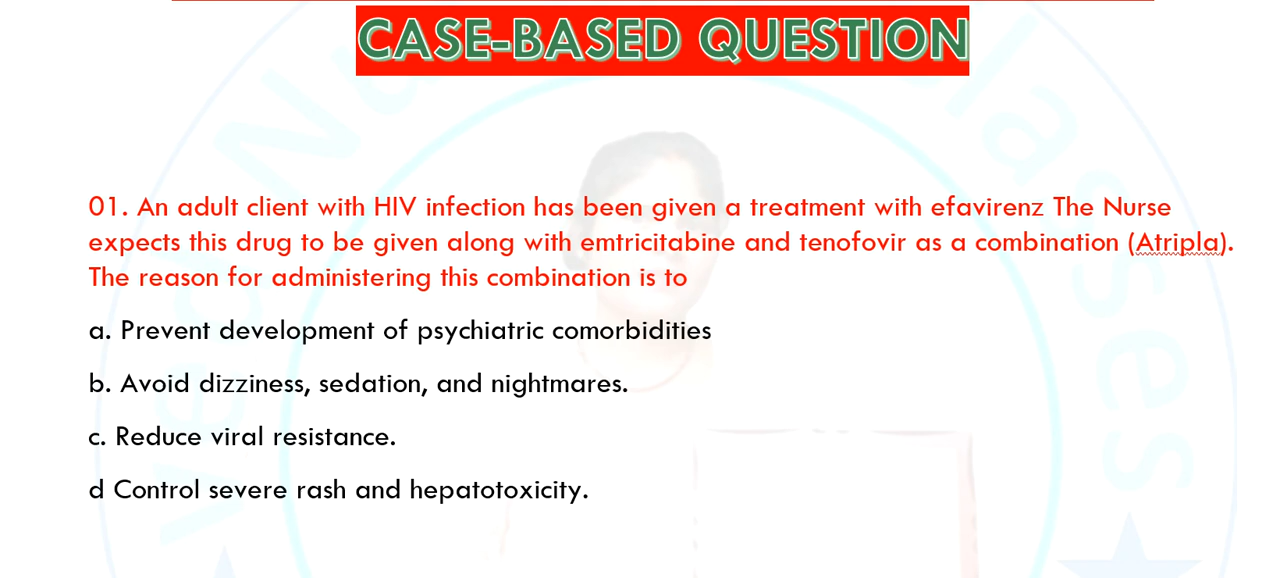 CASE-BASED QUESTION
01. An adult client with HIV infection has been given a treatment with efavirenz The Nurse
expects this drug to be given along with emtricitabine and tenofovir as a combination (Atripla).
The reason for administering this combination is to
a. Prevent development of psychiatric comorbidities
b. Avoid dizziness, sedation, and nightmares.
c. Reduce viral resistance.
d Control severe rash and hepatotoxicity.